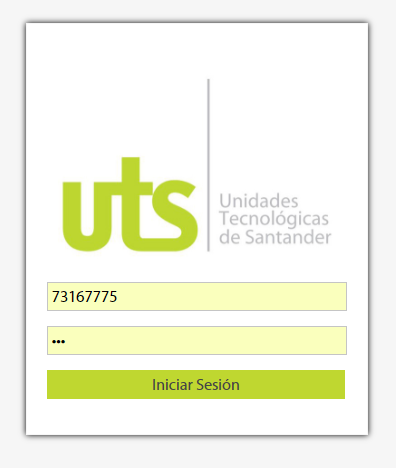 uts
Unidades
Tecnológicas
de Santander
73167775
•••
Iniciar Sesión